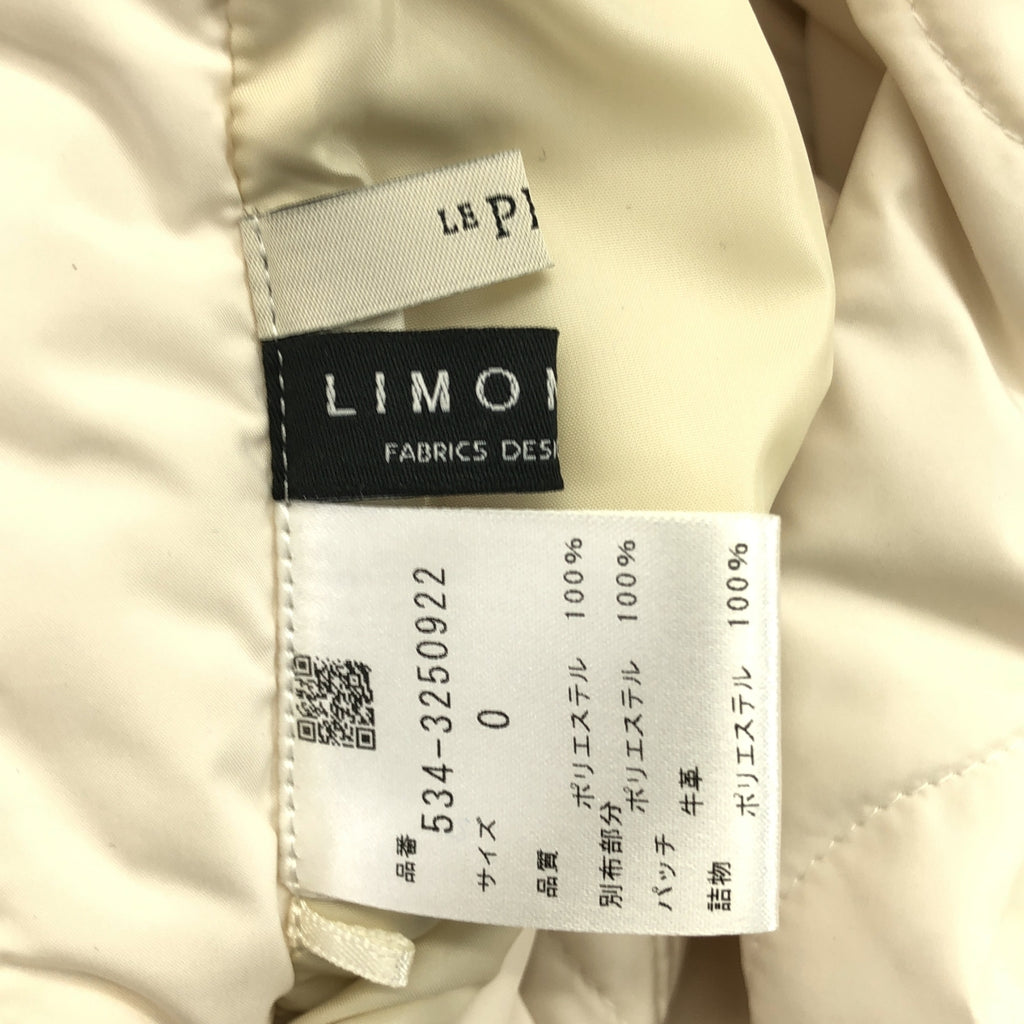 LE P
LIMO
FABRICS DESI
品番
534-3250922
サイズ 0
品質 ポリエステル 100%
別布部分 ポリエステル 100%
パッチ 牛革
詰物 ポリエステル 100%